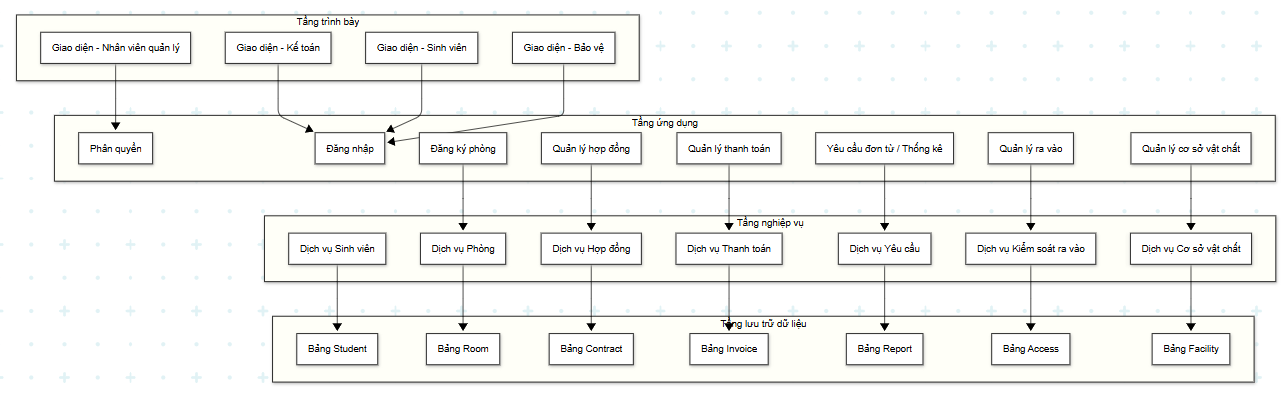 Tầng trình bày
Giao diện - Nhân viên quản lý
Giao diện - Kế toán
Giao diện - Sinh viên
Giao diện - Bảo vệ
Tầng ứng dụng
Phân quyền
Đăng nhập
Đăng ký phòng
Quản lý hợp đồng
Quản lý thanh toán
Yêu cầu đơn từ / Thống kê
Quản lý ra vào
Quản lý cơ sở vật chất
Tầng nghiệp vụ
Dịch vụ Sinh viên
Dịch vụ Phòng
Dịch vụ Hợp đồng
Dịch vụ Thanh toán
Dịch vụ Yêu cầu
Dịch vụ Kiểm soát ra vào
Dịch vụ Cơ sở vật chất
Tầng lưu trữ dữ liệu
Bảng Student
Bảng Room
Bảng Contract
Bảng Invoice
Bảng Report
Bảng Access
Bảng Facility